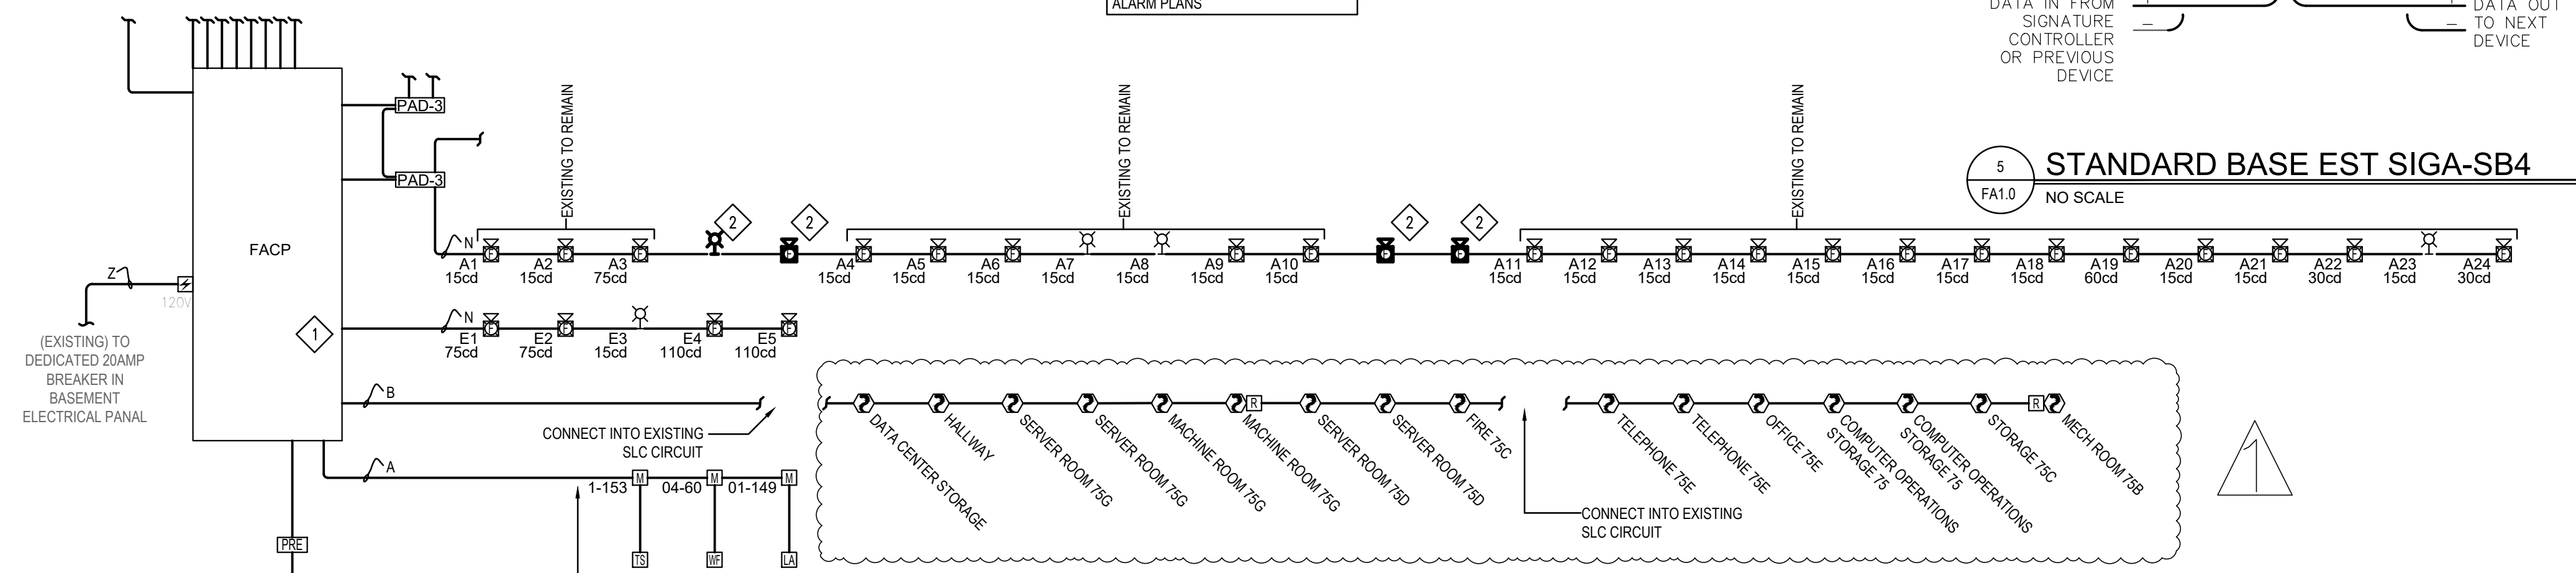 ALARM PLANS
DATA IN FROM
SIGNATURE
CONTROLLER
OR PREVIOUS
DEVICE
+
–
+
–
DATA OUT
TO NEXT
DEVICE
5
FA1.0
STANDARD BASE EST SIGA-SB4
NO SCALE
PAD-3
PAD-3
FACP
1
Z
120V
(EXISTING) TO
DEDICATED 20AMP
BREAKER IN
BASEMENT
ELECTRICAL PANAL
EXISTING TO REMAIN
EXISTING TO REMAIN
EXISTING TO REMAIN
2
2
2
2
N
F F F F F F F F F F F F F F F F F F F F F F F
A1 A2 A3 A4 A5 A6 A7 A8 A9 A10 A11 A12 A13 A14 A15 A16 A17 A18 A19 A20 A21 A22 A23 A24
15cd 15cd 75cd 15cd 15cd 15cd 15cd 15cd 15cd 15cd 15cd 15cd 15cd 15cd 15cd 15cd 15cd 15cd 60cd 15cd 15cd 30cd 15cd 30cd
N
F F F F
E1 E2 E3 E4 E5
75cd 75cd 15cd 110cd 110cd
B
CONNECT INTO EXISTING
SLC CIRCUIT
R
R
DATA CENTER STORAGE
HALLWAY
SERVER ROOM 75G
SERVER ROOM 75G
MACHINE ROOM 75G
MACHINE ROOM 75G
SERVER ROOM 75D
SERVER ROOM 75D
FIRE 75C
TELEPHONE 75E
TELEPHONE 75E
OFFICE 75E
COMPUTER OPERATIONS
STORAGE 75
COMPUTER OPERATIONS
STORAGE 75
STORAGE 75C
MECH ROOM 75B
CONNECT INTO EXISTING
SLC CIRCUIT
1
A
1-153 M 04-60 M 01-149 M
PRE
TS WF LA